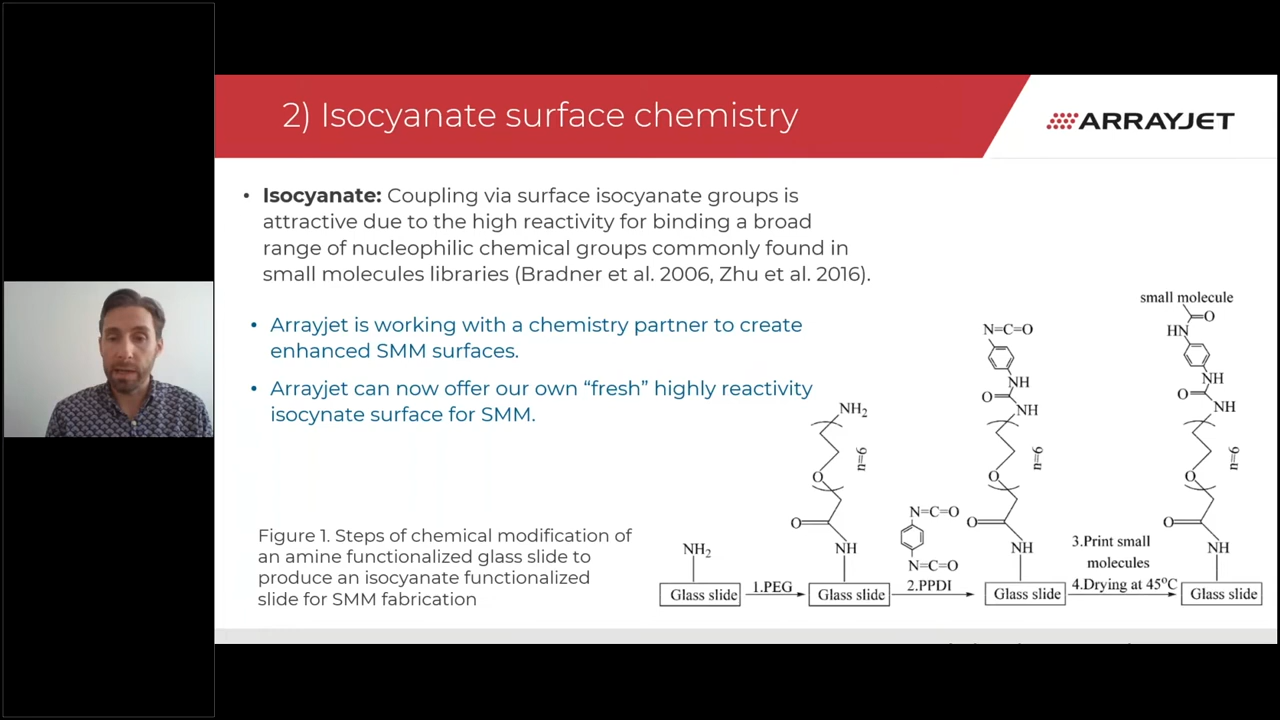 2) Isocyanate surface chemistry
ARRAYJET
• Isocyanate: Coupling via surface isocyanate groups is
attractive due to the high reactivity for binding a broad
range of nucleophilic chemical groups commonly found in
small molecules libraries (Bradner et al. 2006, Zhu et al. 2016).
• Arrayjet is working with a chemistry partner to create
enhanced SMM surfaces.
• Arrayjet can now offer our own “fresh” highly reactivity
isocynate surface for SMM.
Figure 1. Steps of chemical modification of
an amine functionalized glass slide to
produce an isocyanate functionalized
slide for SMM fabrication
NH2
Glass slide
1.PEG
NH2
n=9
O
O
NH
Glass slide
N=C=O
N=C=O
2.PPDI
N=C=O
NH
O
NH
n=9
O
O
NH
Glass slide
3.Print small
molecules
4.Drying at 45°C
small molecule
O
HN
NH
O
NH
n=9
O
O
NH
Glass slide